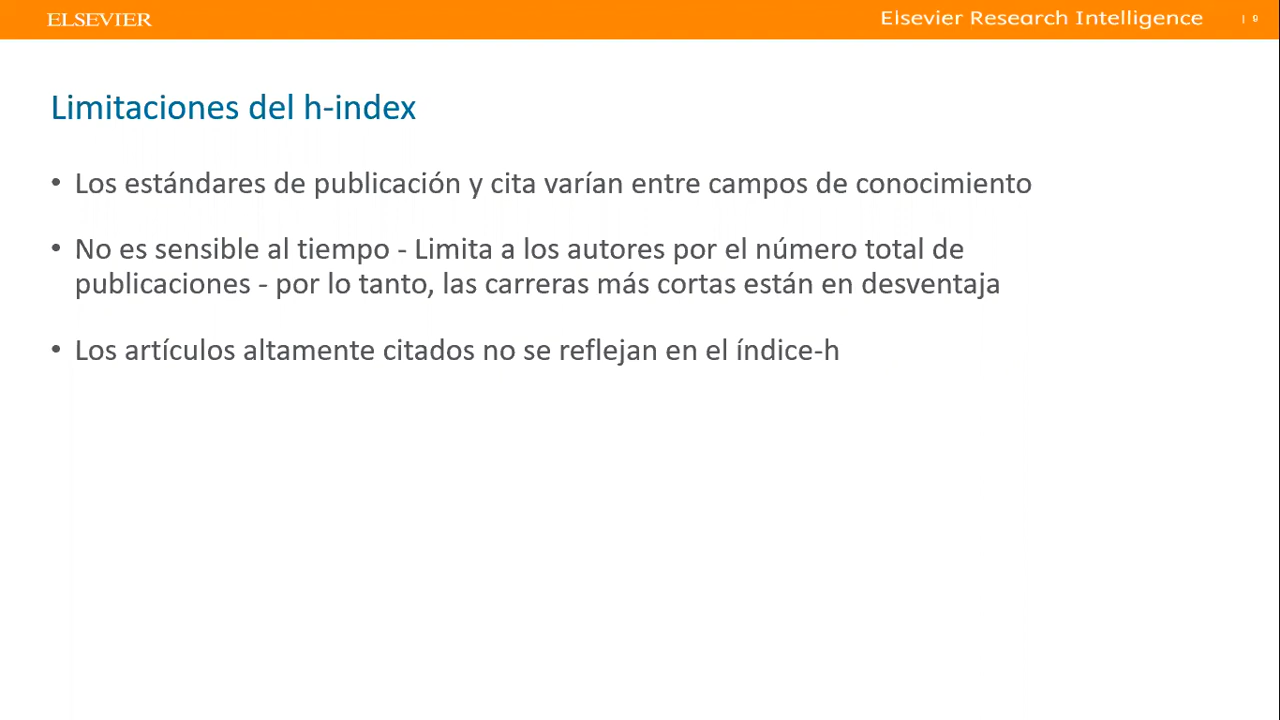 ELSEVIER
Elsevier Research Intelligence | 9
Limitaciones del h-index
• Los estándares de publicación y cita varían entre campos de conocimiento
• No es sensible al tiempo - Limita a los autores por el número total de
publicaciones - por lo tanto, las carreras más cortas están en desventaja
• Los artículos altamente citados no se reflejan en el índice-h